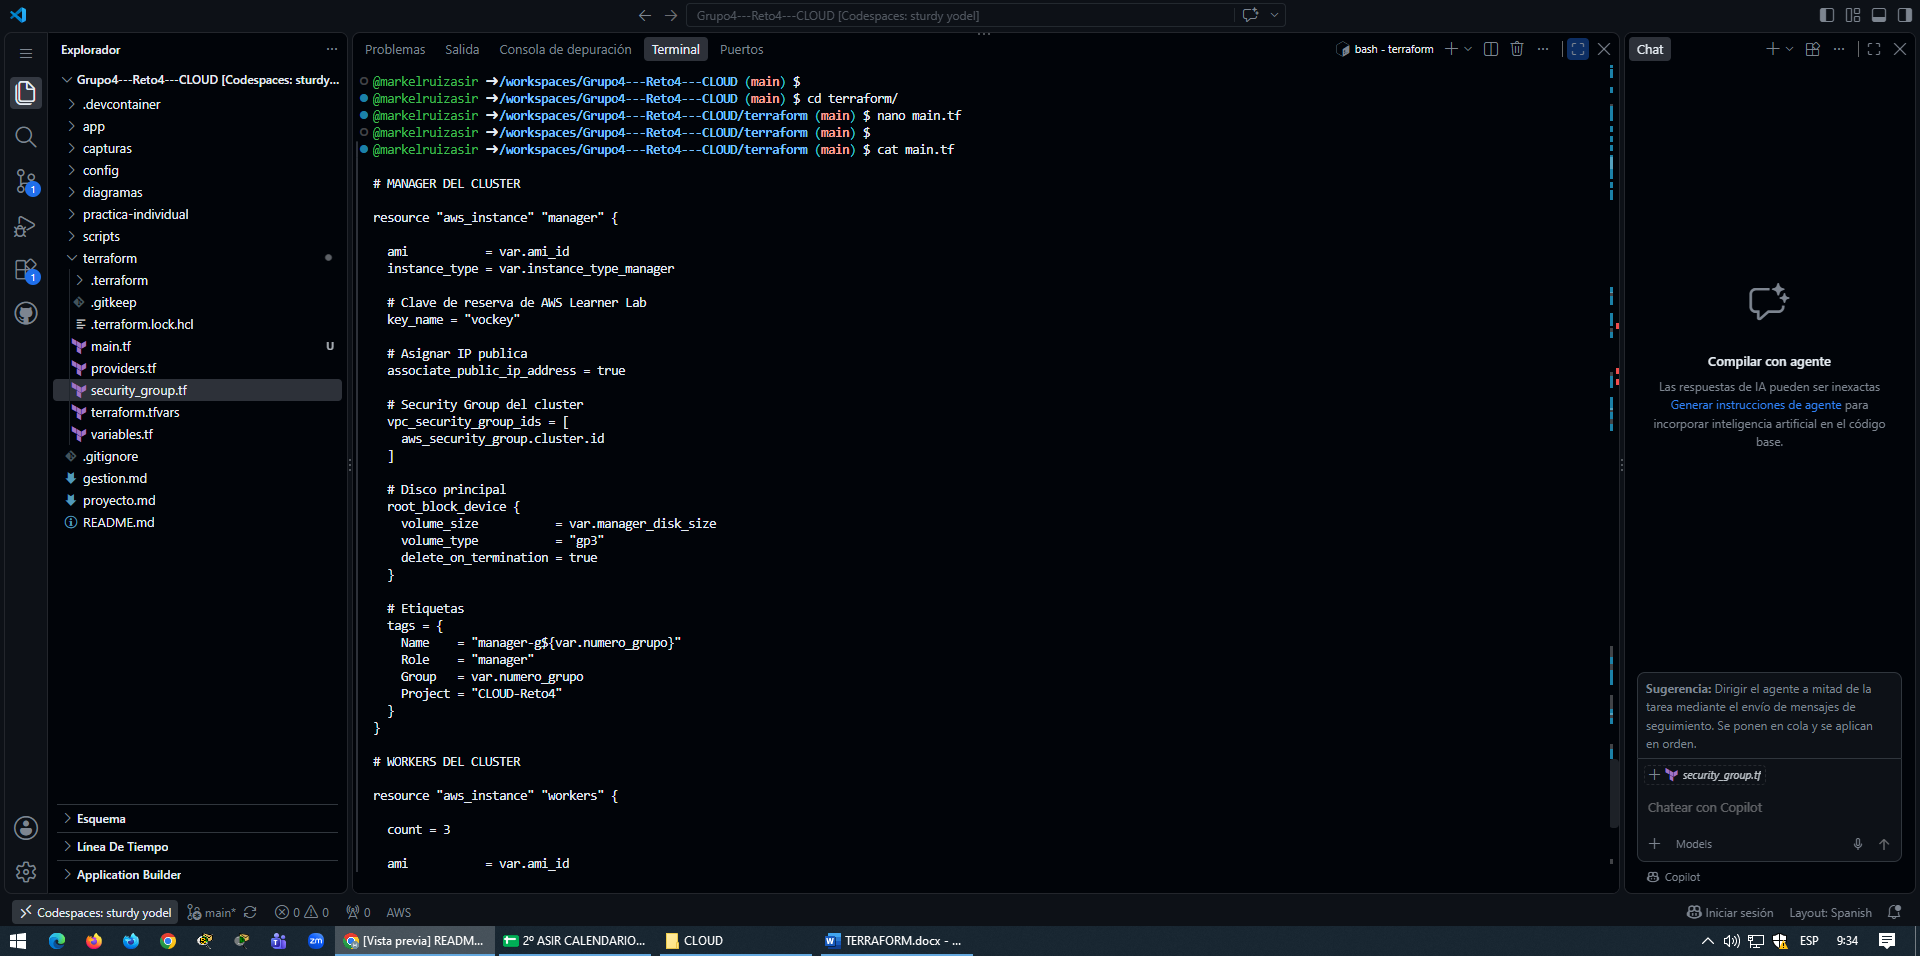 Grupo4---Reto4---CLOUD [Codespaces: sturdy yodel]
Explorador
Grupo4---Reto4---CLOUD [Codespaces: sturdy...
.devcontainer
app
capturas
config
diagramas
practica-individual
scripts
terraform
.terraform
.gitkeep
.terraform.lock.hcl
main.tf U
providers.tf
security_group.tf
terraform.tfvars
variables.tf
.gitignore
gestion.md
proyecto.md
README.md
Esquema
Línea De Tiempo
Application Builder
1
1
Problemas Salida Consola de depuración Terminal Puertos
bash - terraform
@markelruizasir ➜/workspaces/Grupo4---Reto4---CLOUD (main) $
@markelruizasir ➜/workspaces/Grupo4---Reto4---CLOUD (main) $ cd terraform/
@markelruizasir ➜/workspaces/Grupo4---Reto4---CLOUD/terraform (main) $ nano main.tf
@markelruizasir ➜/workspaces/Grupo4---Reto4---CLOUD/terraform (main) $
@markelruizasir ➜/workspaces/Grupo4---Reto4---CLOUD/terraform (main) $ cat main.tf
# MANAGER DEL CLUSTER
resource "aws_instance" "manager" {
ami = var.ami_id
instance_type = var.instance_type_manager
# Clave de reserva de AWS Learner Lab
key_name = "vockey"
# Asignar IP publica
associate_public_ip_address = true
# Security Group del cluster
vpc_security_group_ids = [
aws_security_group.cluster.id
]
# Disco principal
root_block_device {
volume_size = var.manager_disk_size
volume_type = "gp3"
delete_on_termination = true
}
# Etiquetas
tags = {
Name = "manager-g${var.numero_grupo}"
Role = "manager"
Group = var.numero_grupo
Project = "CLOUD-Reto4"
}
}
# WORKERS DEL CLUSTER
resource "aws_instance" "workers" {
count = 3
ami = var.ami_id
Chat
Compilar con agente
Las respuestas de IA pueden ser inexactas
Generar instrucciones de agente para
incorporar inteligencia artificial en el código
base.
Sugerencia: Dirigir el agente a mitad de la
tarea mediante el envío de mensajes de
seguimiento. Se ponen en cola y se aplican
en orden.
security_group.tf
Chatear con Copilot
Models
Copilot
Codespaces: sturdy yodel main* 0 0 0 AWS
Iniciar sesión Layout: Spanish
zm
[Vista previa] READM...
2º ASIR CALENDARIO...
CLOUD
TERRAFORM.docx - ...
ESP 9:34